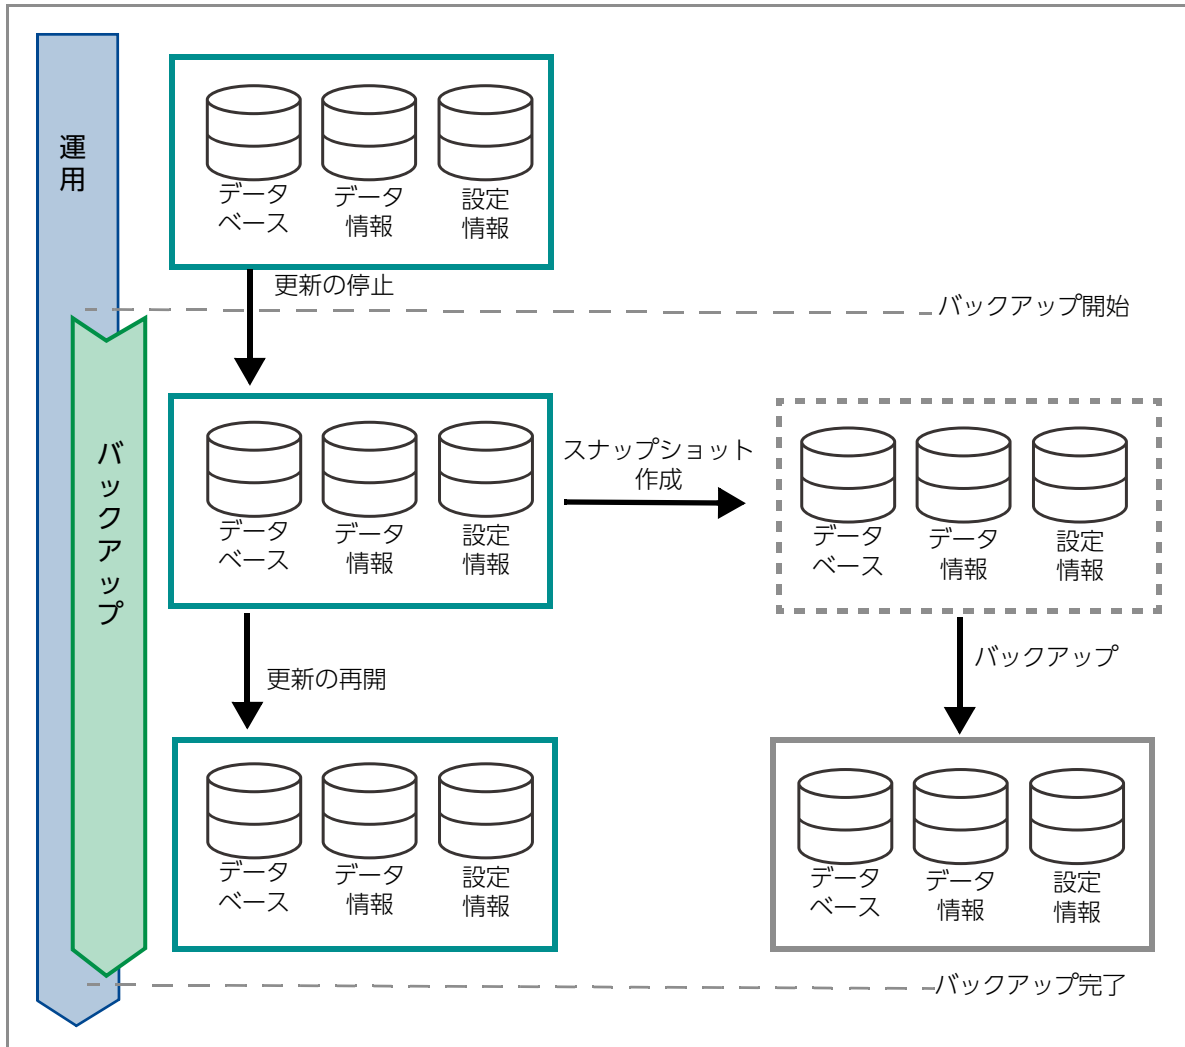 運用
データ
ベース
データ
情報
設定
情報
更新の停止
バックアップ開始
バックアップ
データ
ベース
データ
情報
設定
情報
スナップショット
作成
データ
ベース
データ
情報
設定
情報
更新の再開
バックアップ
データ
ベース
データ
情報
設定
情報
データ
ベース
データ
情報
設定
情報
バックアップ完了